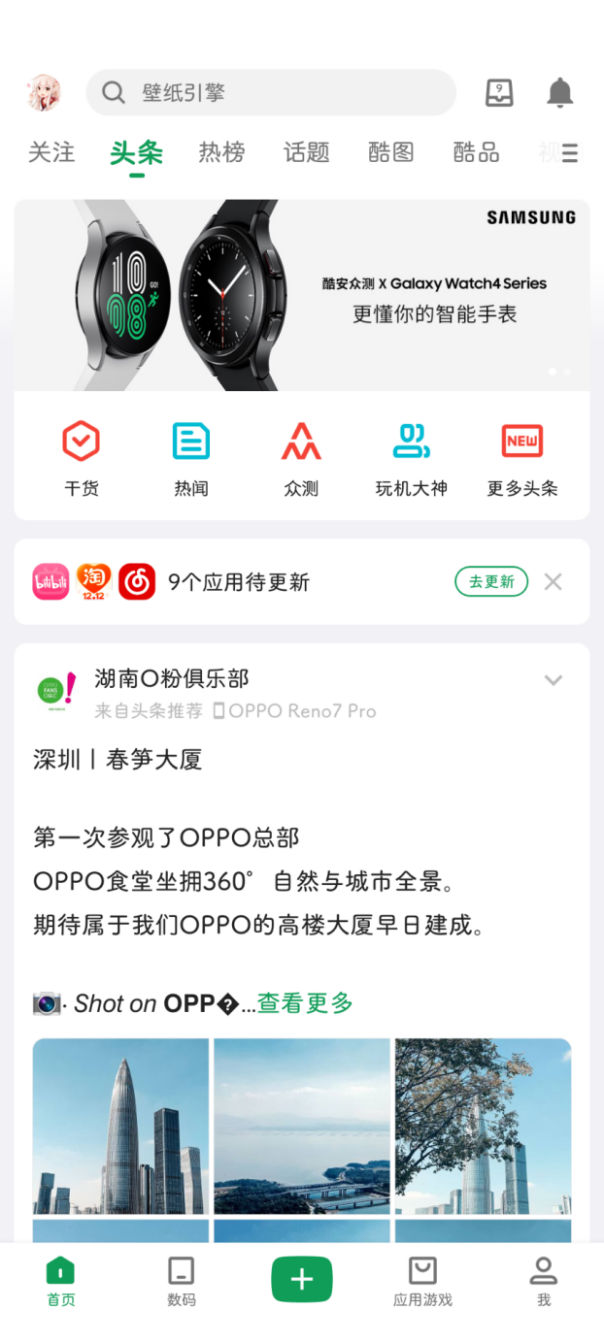 壁纸引擎
9
关注 头条 热榜 话题 酷图 酷品 视
SAMSUNG
酷安众测 X Galaxy Watch4 Series
更懂你的智能手表
10
GO!
08
NEW
干货 热闻 众测 玩机大神 更多头条
bilibili 淘 12.12 9个应用待更新 去更新
湖南O粉俱乐部
来自头条推荐 OPPO Reno7 Pro
深圳丨春笋大厦
第一次参观了OPPO总部
OPPO食堂坐拥360°自然与城市全景。
期待属于我们OPPO的高楼大厦早日建成。
· Shot on OPP�...查看更多
首页 数码 应用游戏 我